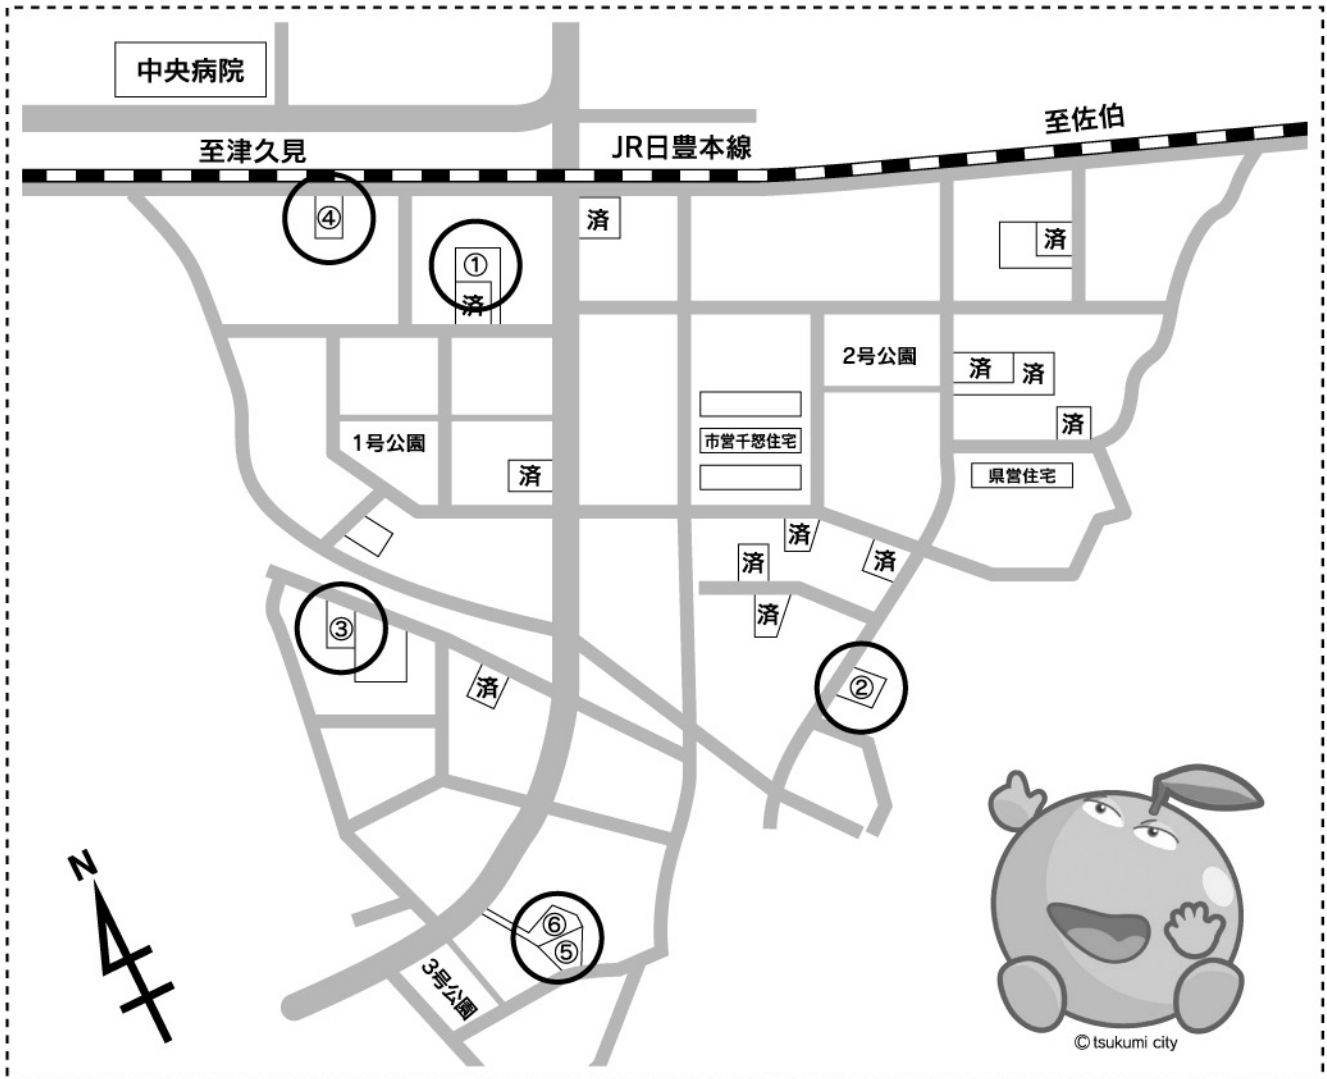 中央病院
至津久見
JR日豊本線
至佐伯
④
①
済
済
済
2号公園
済
済
済
1号公園
市営千怒住宅
済
県営住宅
済
済
済
済
③
済
②
N
⑥
⑤
3号公園
© tsukumi city